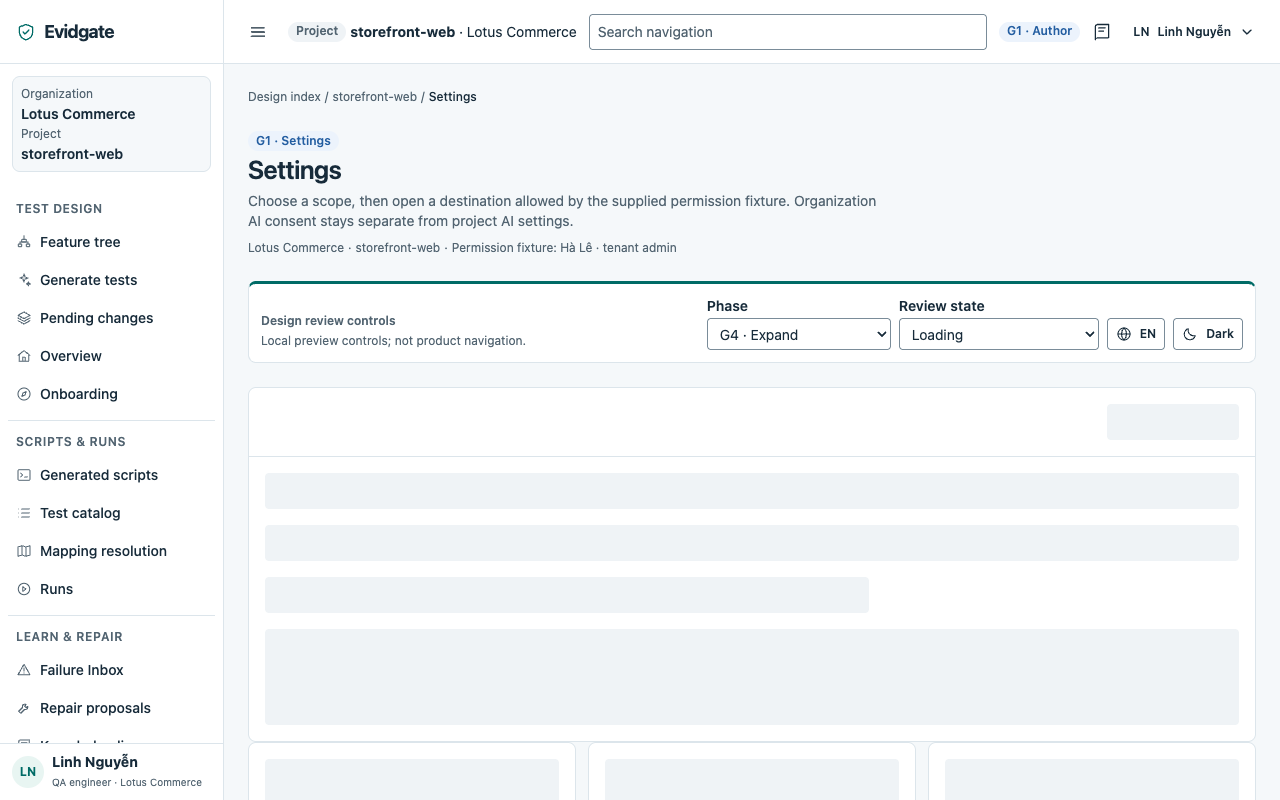 Evidgate
Project storefront-web · Lotus Commerce
Search navigation
G1 · Author
LN Linh Nguyễn
Organization
Lotus Commerce
Project
storefront-web
TEST DESIGN
Feature tree
Generate tests
Pending changes
Overview
Onboarding
SCRIPTS & RUNS
Generated scripts
Test catalog
Mapping resolution
Runs
LEARN & REPAIR
Failure Inbox
Repair proposals
LN
Linh Nguyễn
QA engineer · Lotus Commerce
Design index / storefront-web / Settings
G1 · Settings
Settings
Choose a scope, then open a destination allowed by the supplied permission fixture. Organization
AI consent stays separate from project AI settings.
Lotus Commerce · storefront-web · Permission fixture: Hà Lê · tenant admin
Design review controls
Local preview controls; not product navigation.
Phase
G4 · Expand
Review state
Loading
EN
Dark